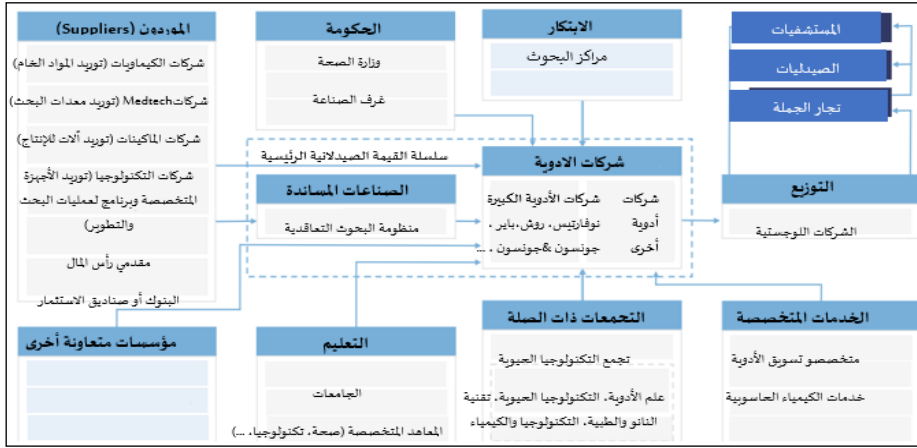 الموردون (Suppliers)
شركات الكيماويات (توريد المواد الخام)
شركاتMedtech (توريد معدات البحث)
شركات الماكينات (توريد آلات للإنتاج)
شركات التكنولوجيا (توريد الأجهزة
المتخصصة وبرنامج لعمليات البحث
والتطوير)
مقدمي رأس المال
البنوك أو صناديق الاستثمار
الحكومة
وزارة الصحة
غرف الصناعة
الابتكار
مراكز البحوث
المستشفيات
الصيدليات
تجار الجملة
سلسلة القيمة الصيدلانية الرئيسية
الصناعات المساندة
منظومة البحوث التعاقدية
شركات الادوية
شركات الأدوية الكبيرة
نوفارتيس، روش،باير ،
جونسون &جونسون ، ...
شركات
أدوية
أخرى
التوزيع
الشركات اللوجستية
مؤسسات متعاونة أخرى
التعليم
الجامعات
المعاهد المتخصصة (صحة، تكنولوجيا، ...)
التجمعات ذات الصلة
تجمع التكنولوجيا الحيوية
علم الأدوية، التكنولوجيا الحيوية، تقنية
النانو والطبية، التكنولوجيا والكيمياء
الخدمات المتخصصة
متخصصو تسويق الأدوية
خدمات الكيمياء الحاسوبية